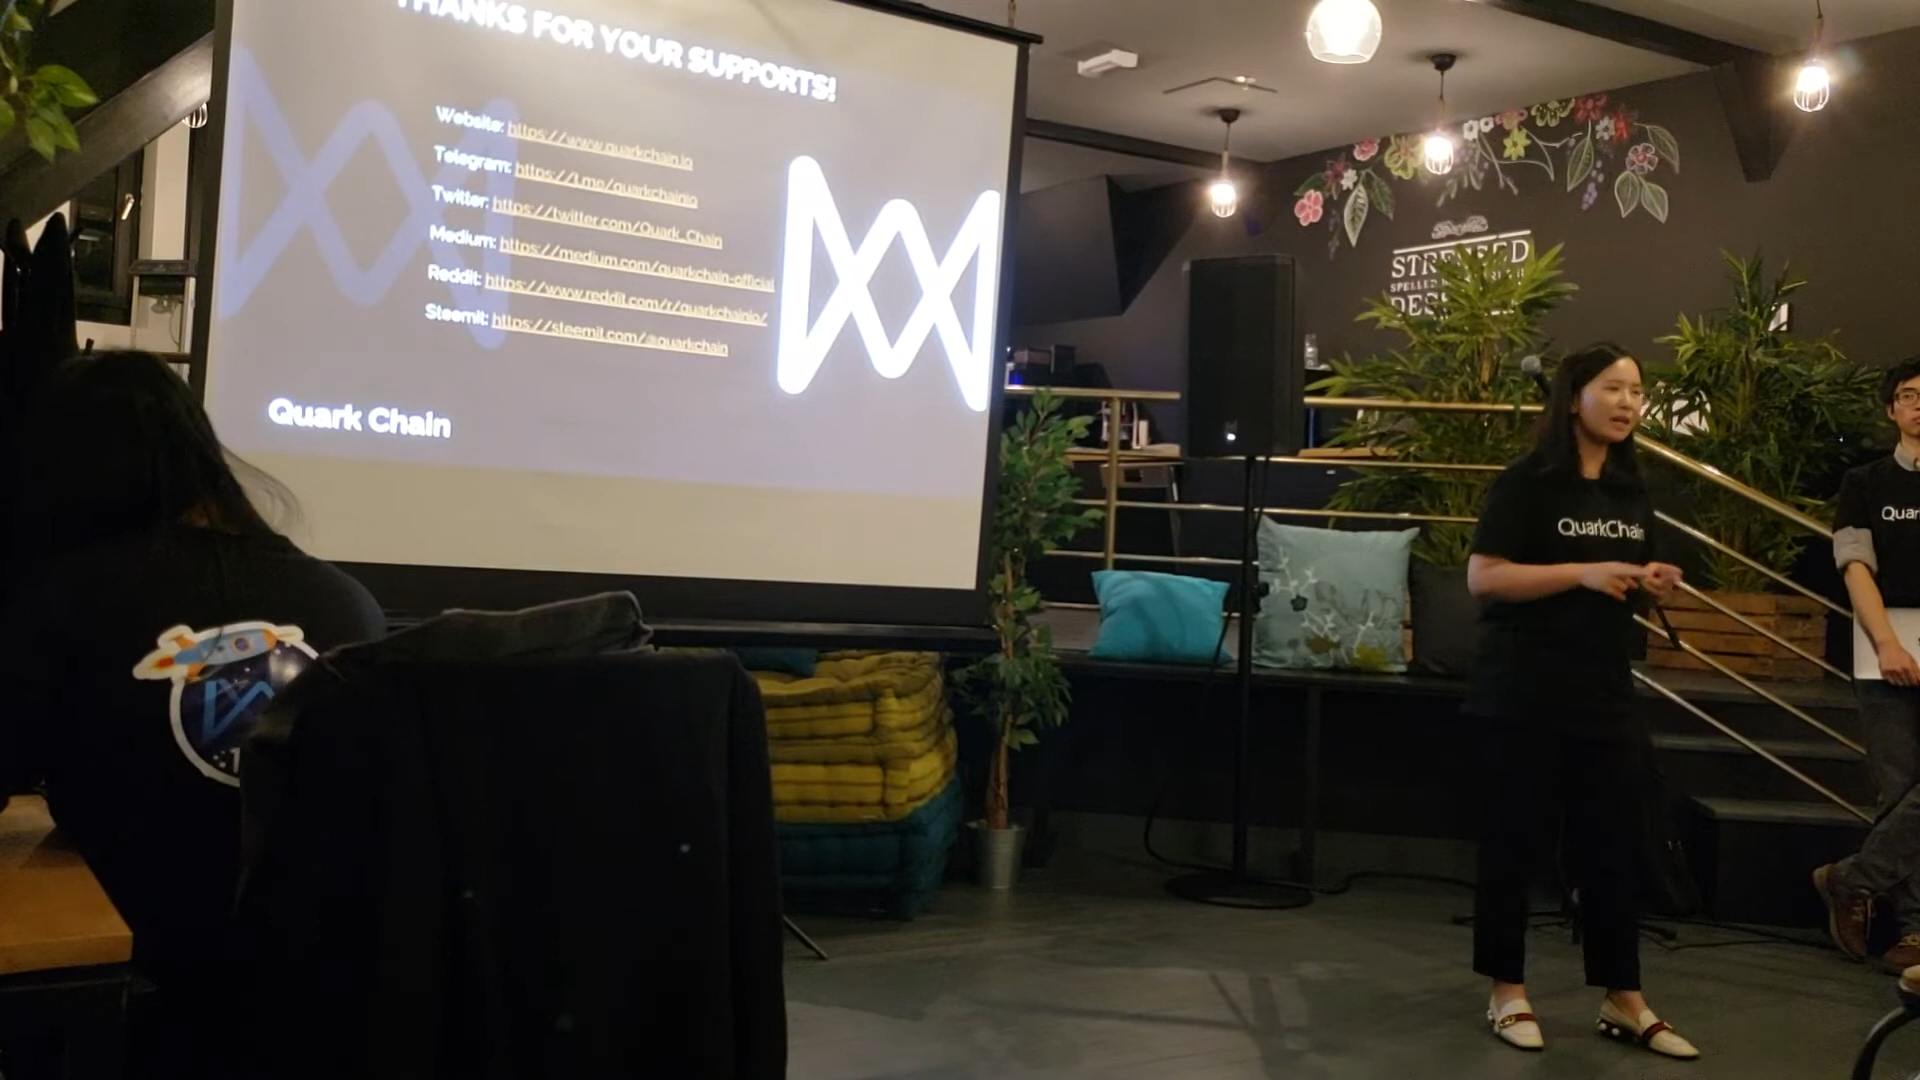 THANKS FOR YOUR SUPPORTS!
Website: https://www.quarkchain.io
Telegram: https://t.me/quarkchainio
Twitter: https://twitter.com/Quark_Chain
Medium: https://medium.com/quarkchain-official
Reddit: https://www.reddit.com/r/quarkchainio/
Steemit: https://steemit.com/@quarkchain
Quark Chain
STRESSED
SPELLED
QuarkChain
Quar